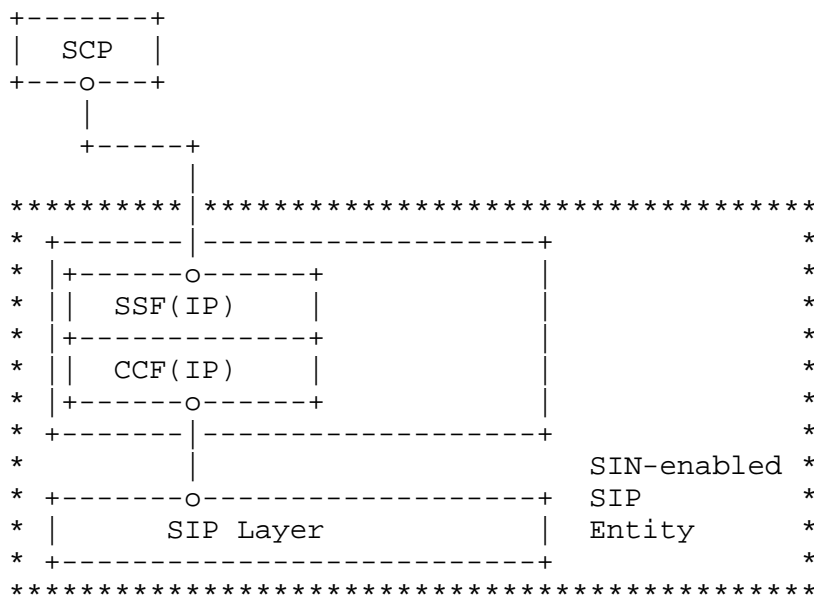 SCP
SSF(IP)
CCF(IP)
SIN-enabled
SIP
SIP Layer
Entity